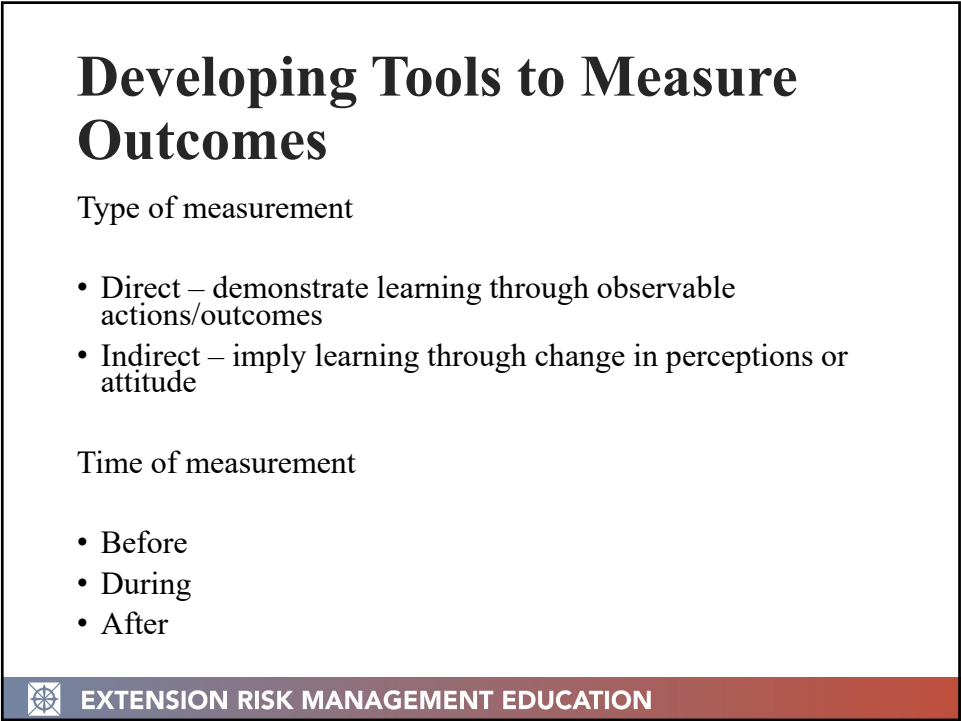 Developing Tools to Measure
Outcomes
Type of measurement
• Direct – demonstrate learning through observable
actions/outcomes
• Indirect – imply learning through change in perceptions or
attitude
Time of measurement
• Before
• During
• After
EXTENSION RISK MANAGEMENT EDUCATION